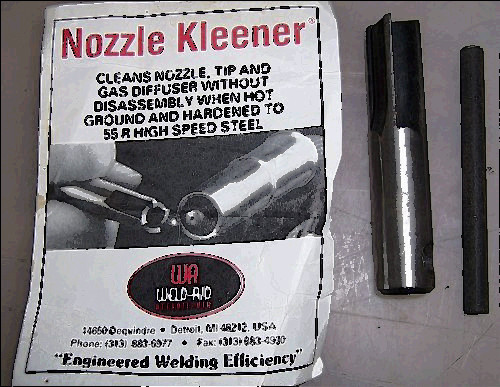 Nozzle Kleener®
CLEANS NOZZLE, TIP AND
GAS DIFFUSER WITHOUT
DISASSEMBLY WHEN HOT
GROUND AND HARDENED TO
55 R HIGH SPEED STEEL
WA
WELD-AID
14650 Dequindre • Detroit, MI 48212, USA
Phone: (313) 883-6977 • Fax: (313) 883-4930
"Engineered Welding Efficiency"